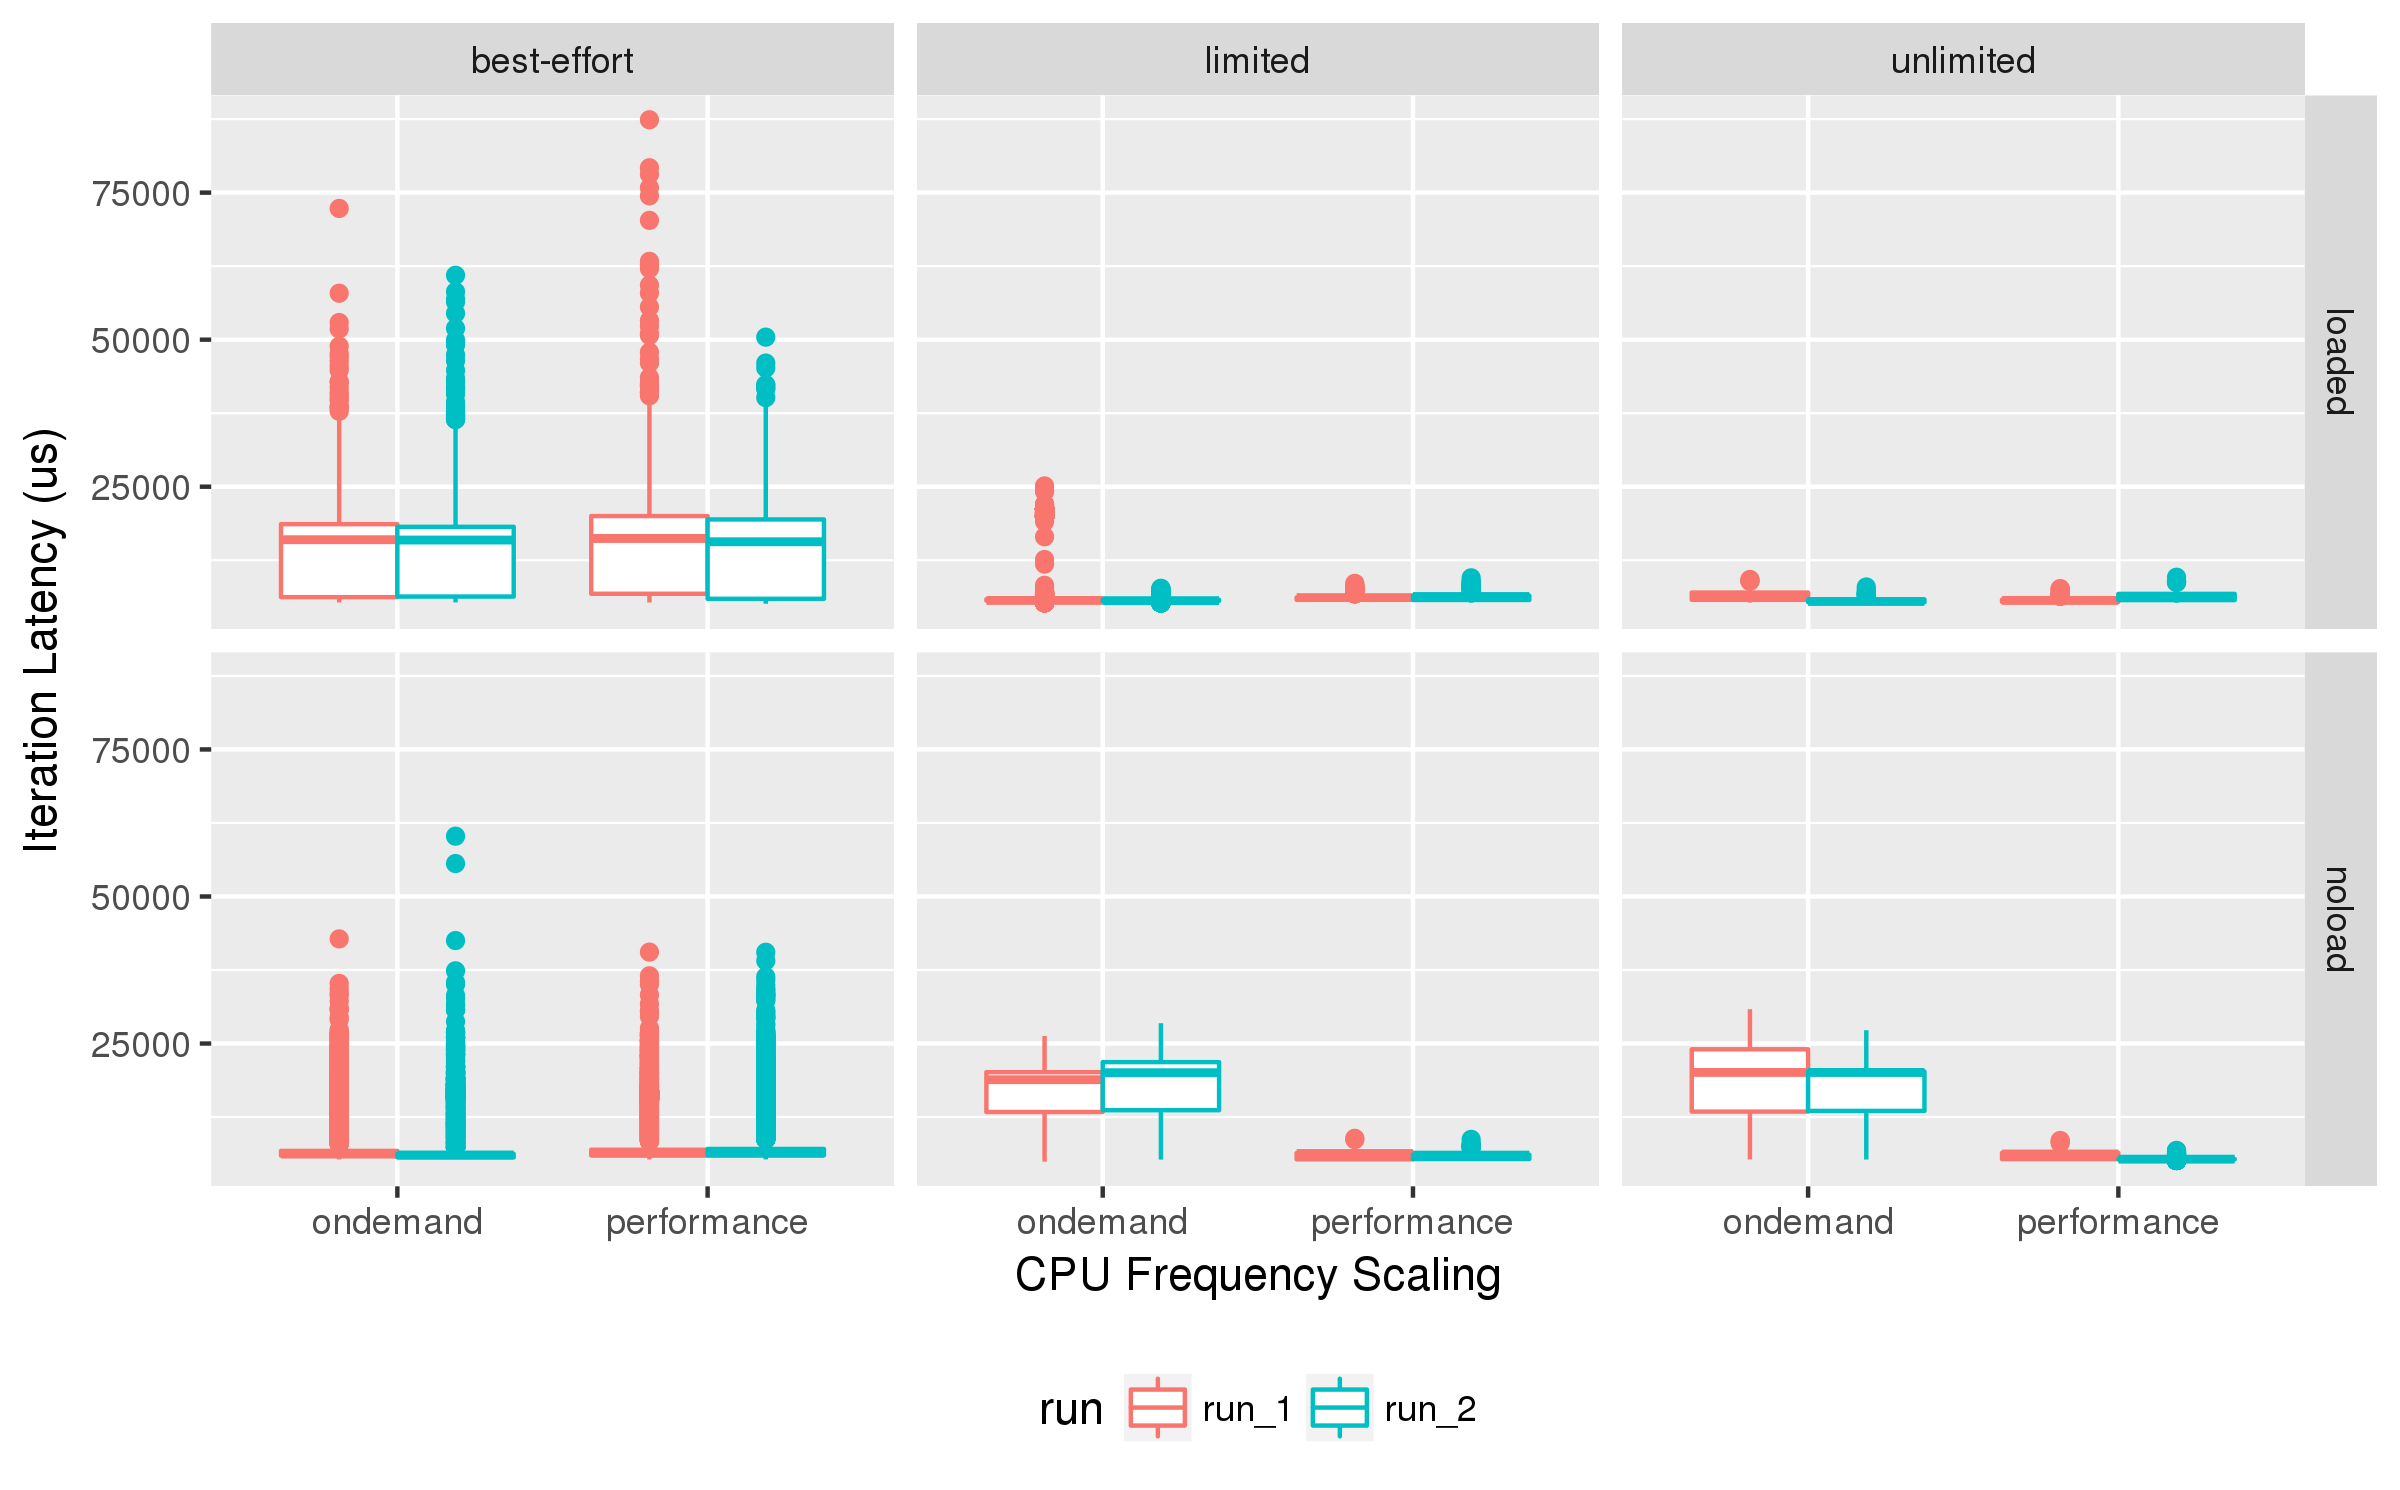 best-effort limited unlimited
75000
50000
25000
loaded
Iteration Latency (us)
75000
50000
25000
noload
ondemand performance ondemand performance ondemand performance
CPU Frequency Scaling
run run_1 run_2